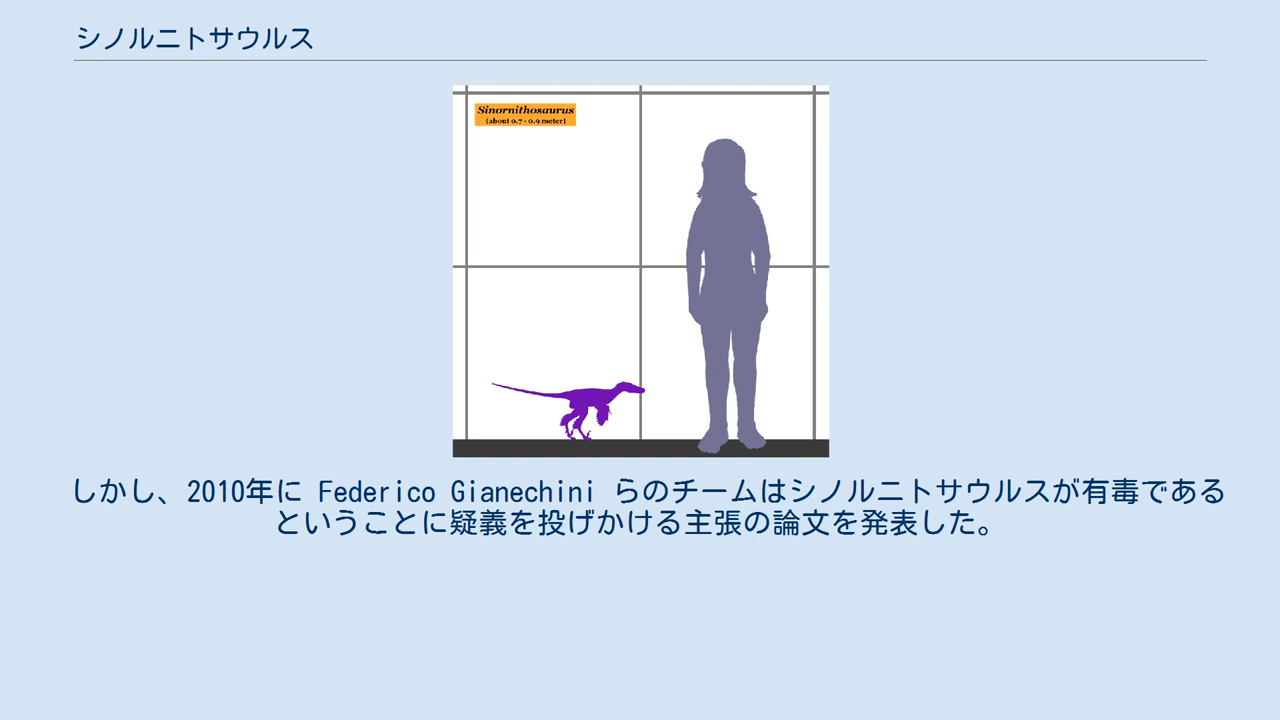 シノルニトサウルス
Sinornithosaurus
(about 0.7 - 0.9 meter)
しかし、2010年に Federico Gianechini らのチームはシノルニトサウルスが有毒である
ということに疑義を投げかける主張の論文を発表した。